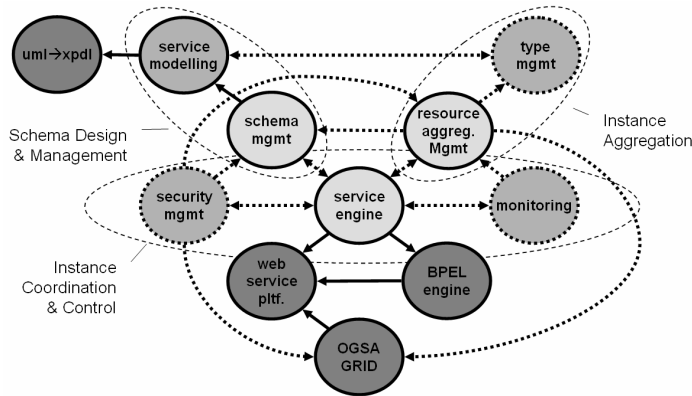 uml→xpdl
service
modelling
type
mgmt
schema
mgmt
resource
aggreg.
Mgmt
Schema Design
& Management
Instance
Aggregation
security
mgmt
service
engine
monitoring
Instance
Coordination
& Control
web
service
pltf.
BPEL
engine
OGSA
GRID